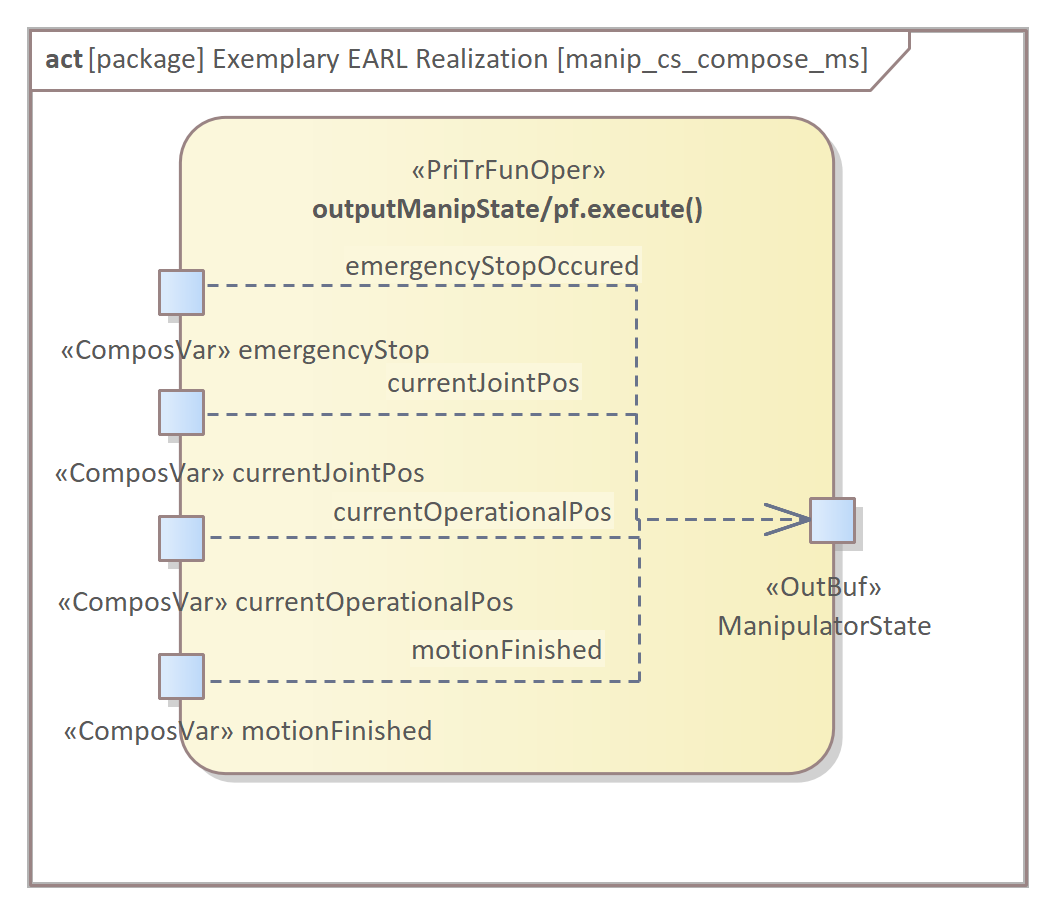 act [package] Exemplary EARL Realization [manip_cs_compose_ms]
«PriTrFunOper»
outputManipState/pf.execute()
emergencyStopOccured
«ComposVar» emergencyStop
currentJointPos
«ComposVar» currentJointPos
currentOperationalPos
«ComposVar» currentOperationalPos
«OutBuf»
ManipulatorState
motionFinished
«ComposVar» motionFinished